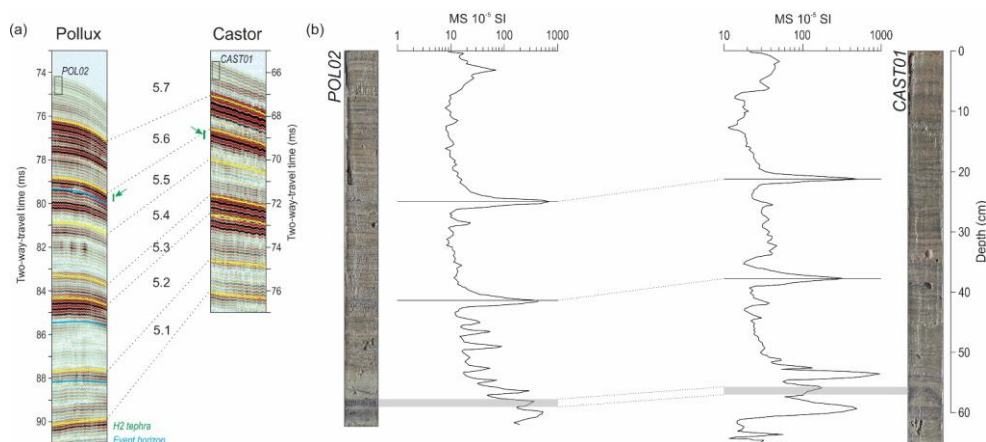 (a)
Pollux
Castor
(b)
MS 10⁻⁵ SI
MS 10⁻⁵ SI
1
10
100
1000
10
100
1000
POL02
CAST01
POL02
CAST01
74
76
78
80
82
84
86
88
90
Two-way-travel time (ms)
5.7
5.6
5.5
5.4
5.3
5.2
5.1
66
67
68
70
72
74
76
Two-way-travel time (ms)
0
10
20
30
40
50
60
Depth (cm)
H2 tephra
Event horizon